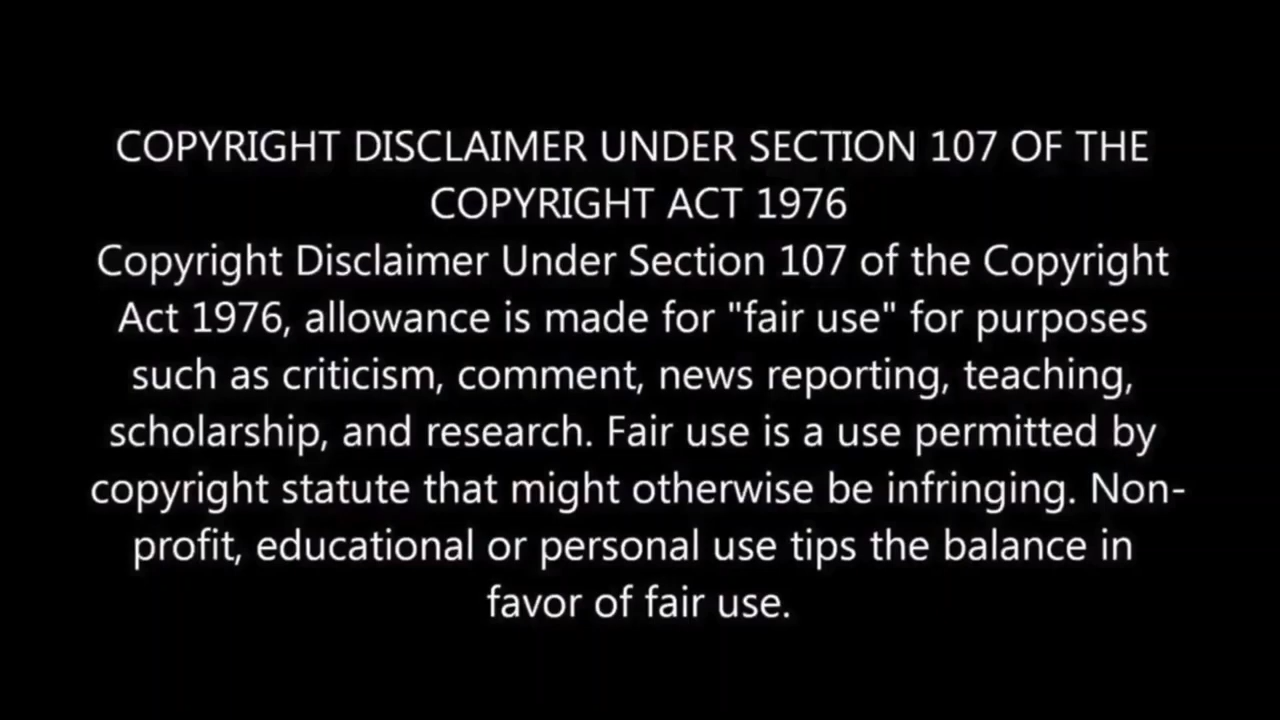 COPYRIGHT DISCLAIMER UNDER SECTION 107 OF THE
COPYRIGHT ACT 1976
Copyright Disclaimer Under Section 107 of the Copyright
Act 1976, allowance is made for "fair use" for purposes
such as criticism, comment, news reporting, teaching,
scholarship, and research. Fair use is a use permitted by
copyright statute that might otherwise be infringing. Non-
profit, educational or personal use tips the balance in
favor of fair use.